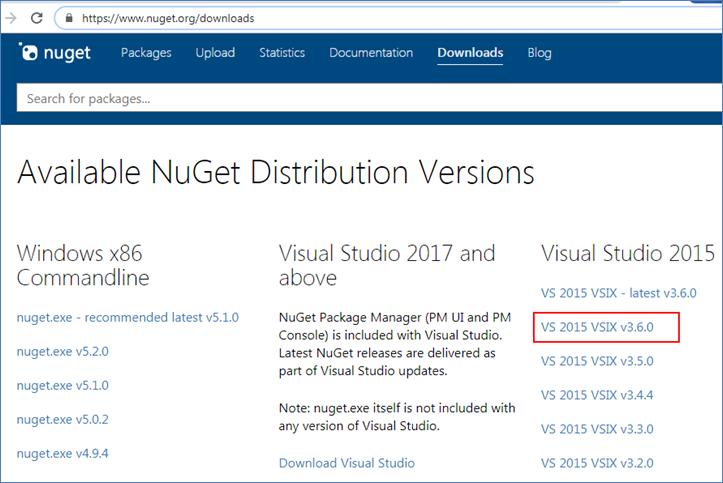 https://www.nuget.org/downloads
nuget Packages Upload Statistics Documentation Downloads Blog
Search for packages...
Available NuGet Distribution Versions
Windows x86
Commandline
nuget.exe - recommended latest v5.1.0
nuget.exe v5.2.0
nuget.exe v5.1.0
nuget.exe v5.0.2
nuget.exe v4.9.4
Visual Studio 2017 and
above
NuGet Package Manager (PM UI and PM
Console) is included with Visual Studio.
Latest NuGet releases are delivered as
part of Visual Studio updates.
Note: nuget.exe itself is not included with
any version of Visual Studio.
Download Visual Studio
Visual Studio 2015
VS 2015 VSIX - latest v3.6.0
VS 2015 VSIX v3.6.0
VS 2015 VSIX v3.5.0
VS 2015 VSIX v3.4.4
VS 2015 VSIX v3.3.0
VS 2015 VSIX v3.2.0